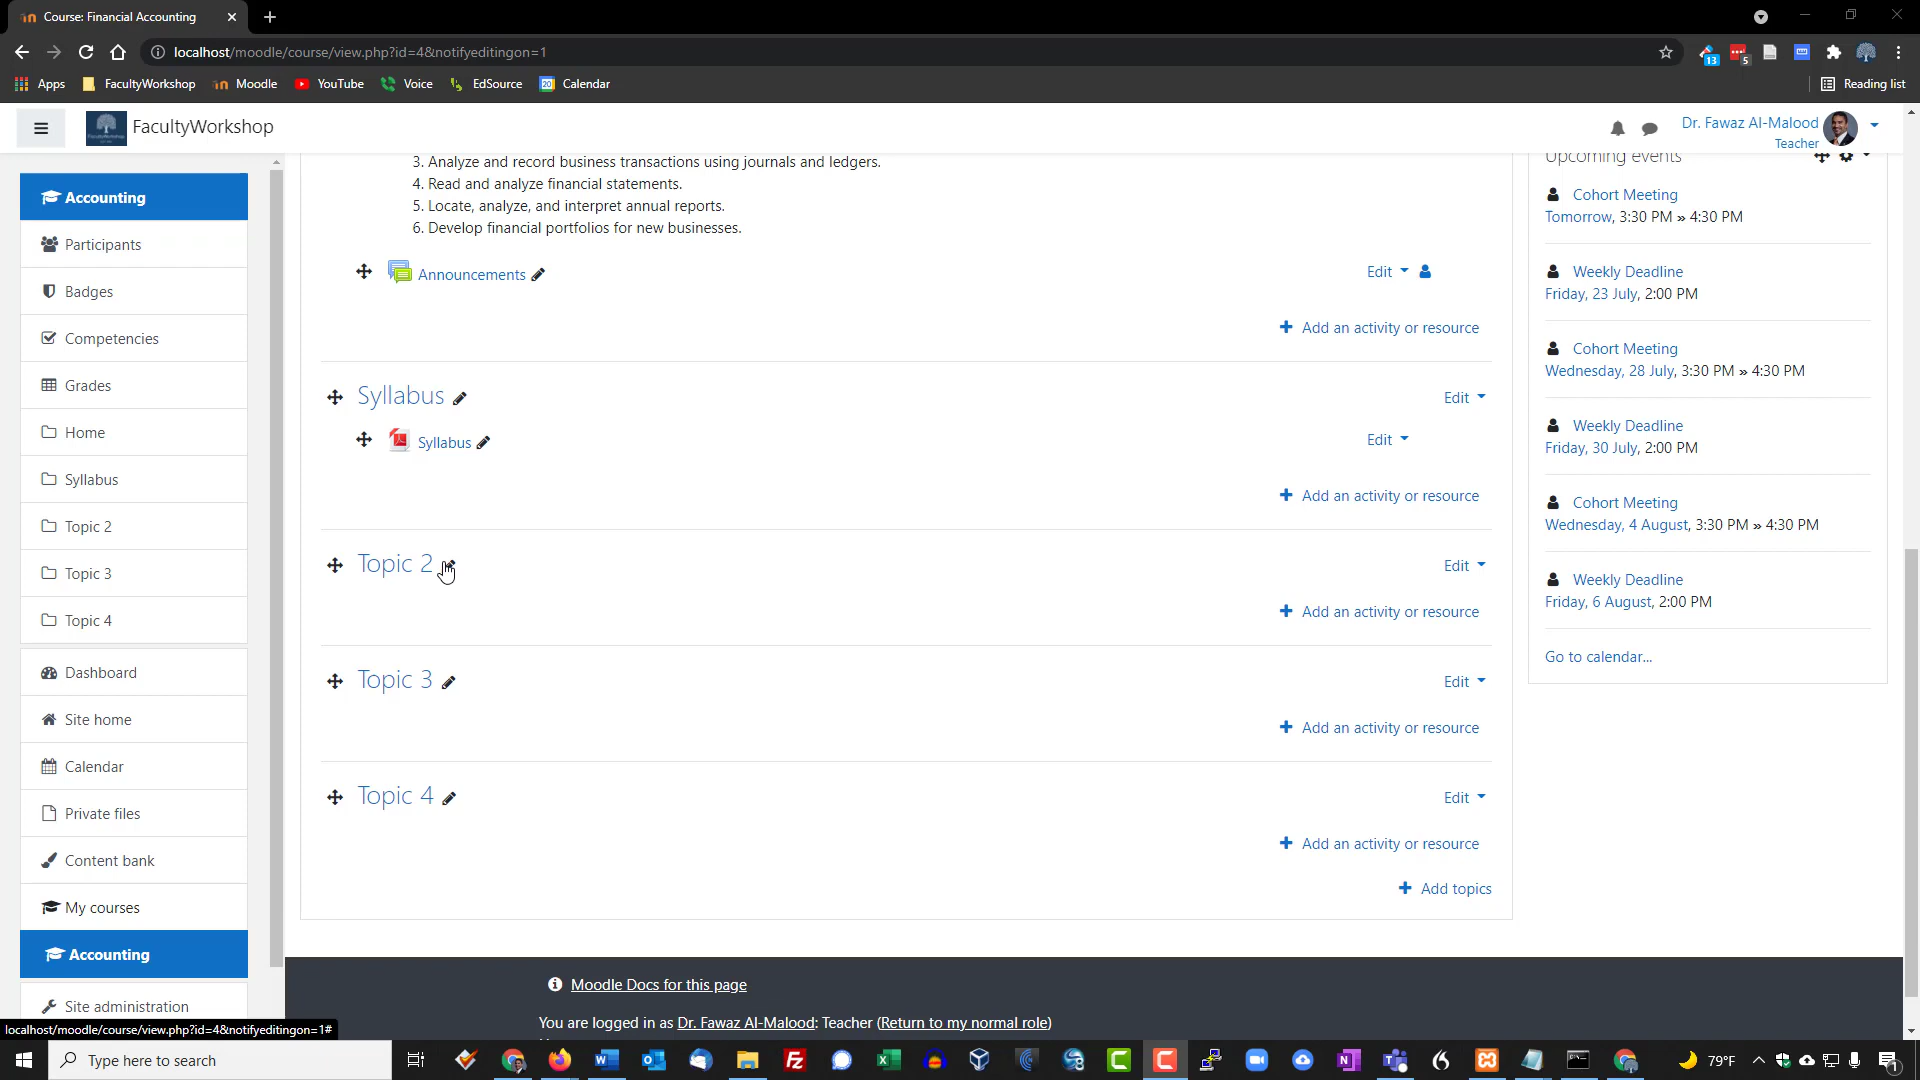 Course: Financial Accounting
localhost/moodle/course/view.php?id=4&notifyeditingon=1
13
5
Apps
FacultyWorkshop
Moodle
YouTube
Voice
EdSource
20
Calendar
Reading list
FacultyWorkshop
Dr. Fawaz Al-Malood
Teacher
Accounting
Participants
Badges
Competencies
Grades
Home
Syllabus
Topic 2
Topic 3
Topic 4
Dashboard
Site home
Calendar
Private files
Content bank
My courses
Accounting
Site administration
localhost/moodle/course/view.php?id=4&notifyeditingon=1#
3. Analyze and record business transactions using journals and ledgers.
4. Read and analyze financial statements.
5. Locate, analyze, and interpret annual reports.
6. Develop financial portfolios for new businesses.
Announcements
Edit
Add an activity or resource
Syllabus
Edit
Syllabus
Edit
Add an activity or resource
Topic 2
Edit
Add an activity or resource
Topic 3
Edit
Add an activity or resource
Topic 4
Edit
Add an activity or resource
Add topics
Upcoming events
Cohort Meeting
Tomorrow, 3:30 PM » 4:30 PM
Weekly Deadline
Friday, 23 July, 2:00 PM
Cohort Meeting
Wednesday, 28 July, 3:30 PM » 4:30 PM
Weekly Deadline
Friday, 30 July, 2:00 PM
Cohort Meeting
Wednesday, 4 August, 3:30 PM » 4:30 PM
Weekly Deadline
Friday, 6 August, 2:00 PM
Go to calendar...
Moodle Docs for this page
You are logged in as Dr. Fawaz Al-Malood: Teacher (Return to my normal role)
Type here to search
79°F
1